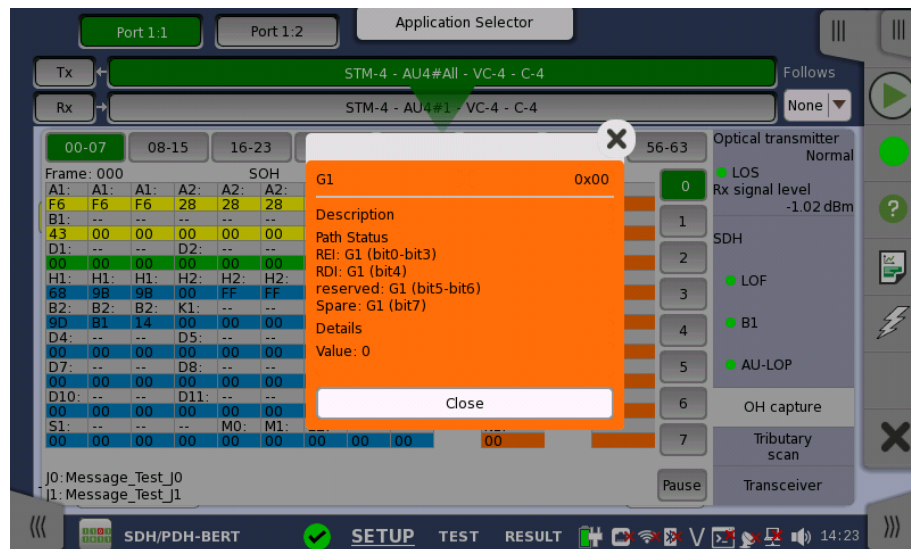 Port 1:1
Port 1:2
Application Selector
Tx
STM-4 - AU4#All - VC-4 - C-4
Follows
Rx
STM-4 - AU4#1 - VC-4 - C-4
None
00-07
08-15
16-23
56-63
Frame: 000
SOH
A1: A1: A1: A2: A2: A2:
F6 F6 F6 28 28 28
B1: -- -- -- -- --
43 00 00 00 00 00
D1: -- -- D2: -- --
00 00 00 00 00 00
H1: H1: H1: H2: H2: H2:
68 9B 9B 00 FF FF
B2: B2: B2: K1: -- --
9D B1 14 00 00 00
D4: -- -- D5: -- --
00 00 00 00 00 00
D7: -- -- D8: -- --
00 00 00 00 00 00
D10: -- -- D11: -- --
00 00 00 00 00 00
S1: -- -- -- M0: M1:
00 00 00 00 00 00 00 00 00 00
J0: Message_Test_J0
J1: Message_Test_J1
G1 0x00
Description
Path Status
REI: G1 (bit0-bit3)
RDI: G1 (bit4)
reserved: G1 (bit5-bit6)
Spare: G1 (bit7)
Details
Value: 0
Close
0
1
2
3
4
5
6
7
Pause
Optical transmitter
Normal
LOS
Rx signal level
-1.02 dBm
SDH
LOF
B1
AU-LOP
OH capture
Tributary
scan
Transceiver
SDH/PDH-BERT
SETUP
TEST
RESULT
14:23